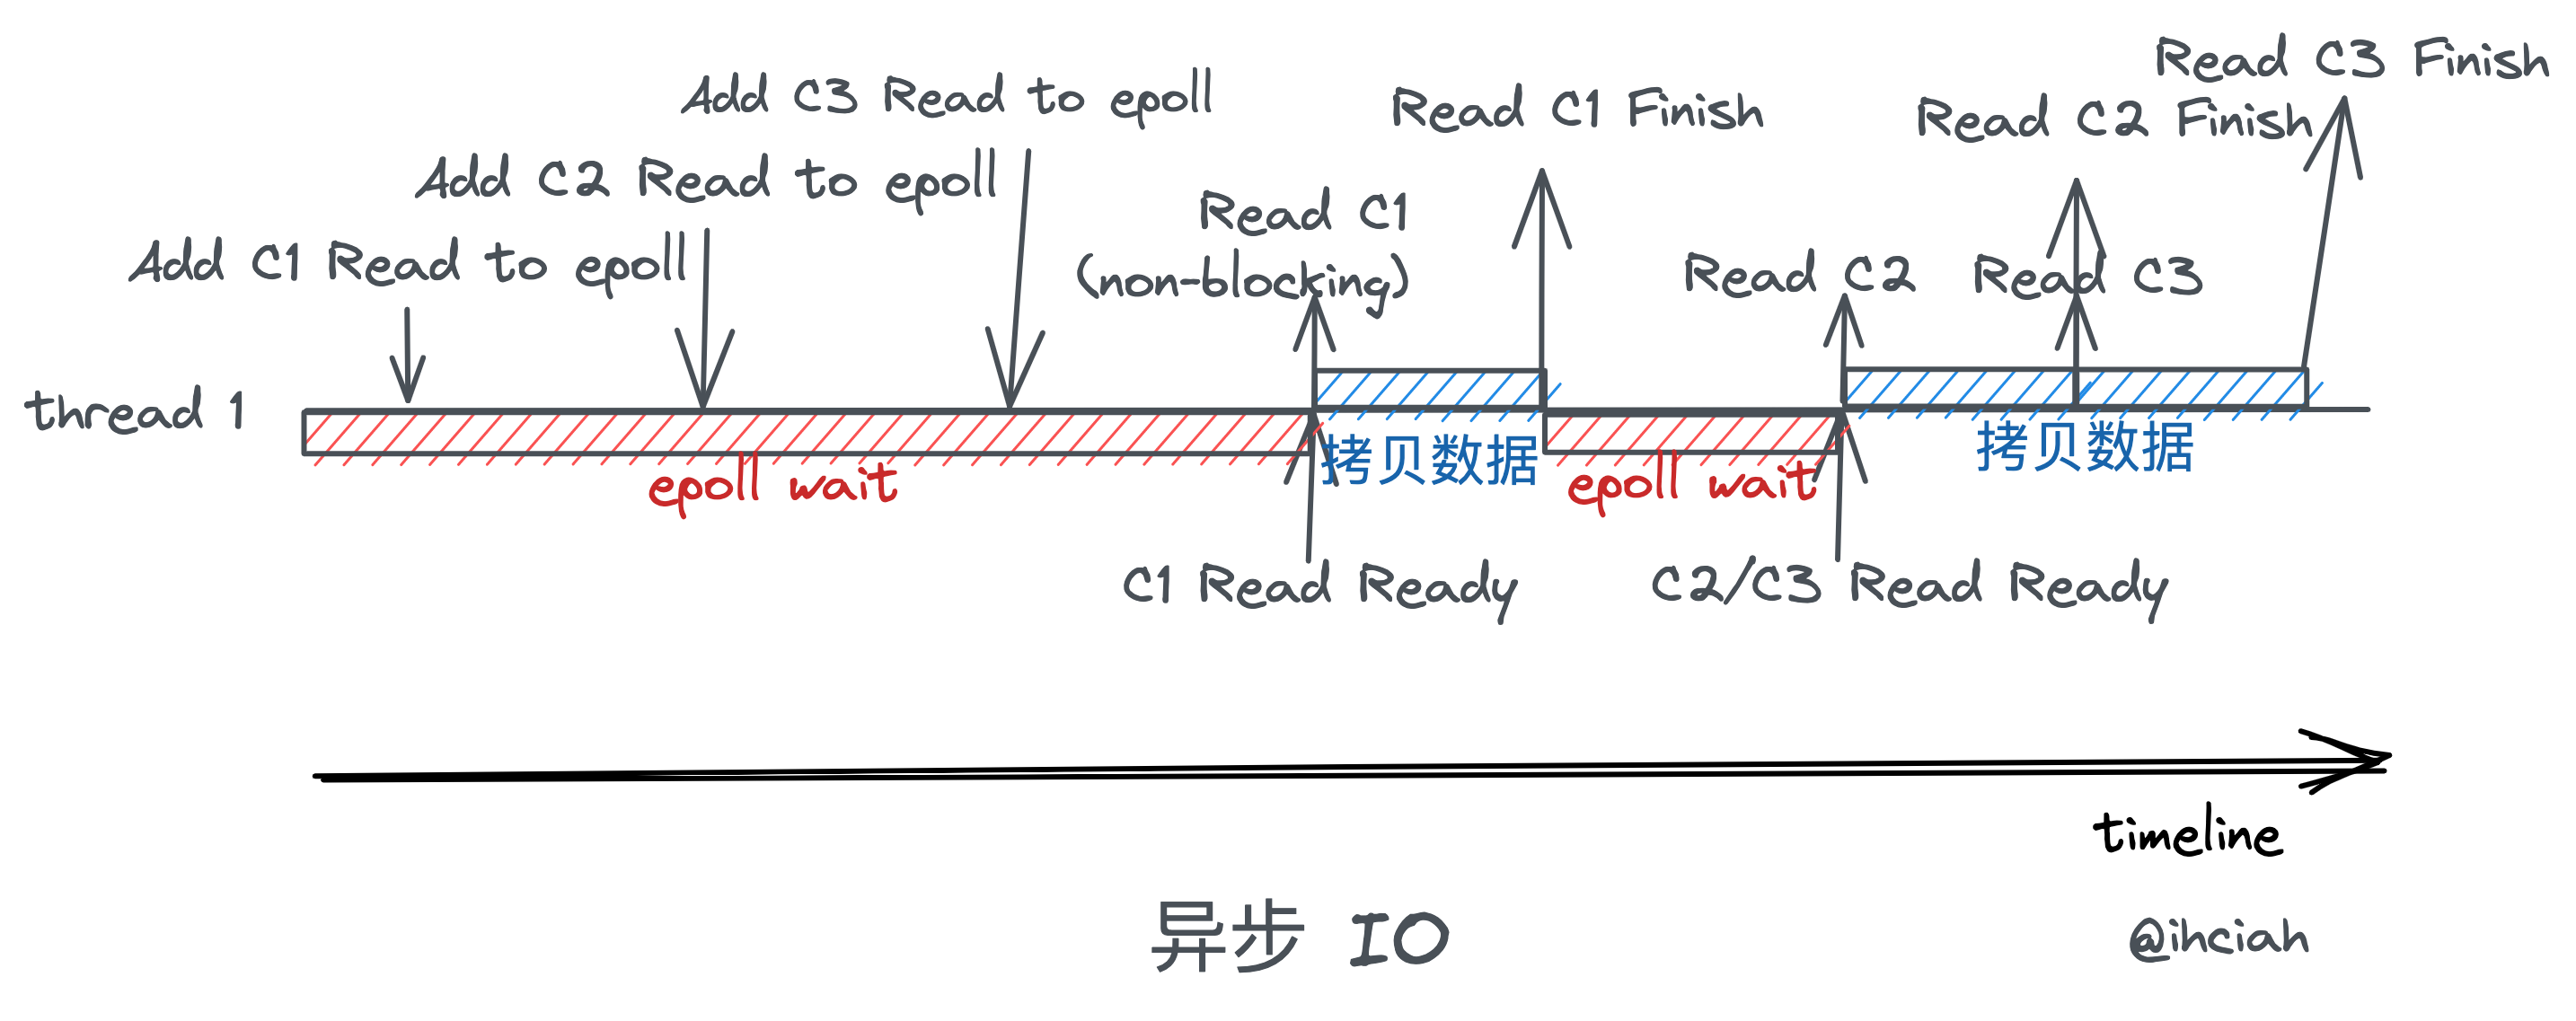 Read C3 Finish
Add C3 Read to epoll
Read C1 Finish
Read C2 Finish
Add C2 Read to epoll
Read C1
(non-blocking)
Add C1 Read to epoll
Read C2
Read C3
thread 1
epoll wait
拷贝数据
epoll wait
拷贝数据
C1 Read Ready
C2/C3 Read Ready
timeline
异步 IO
@ihciah